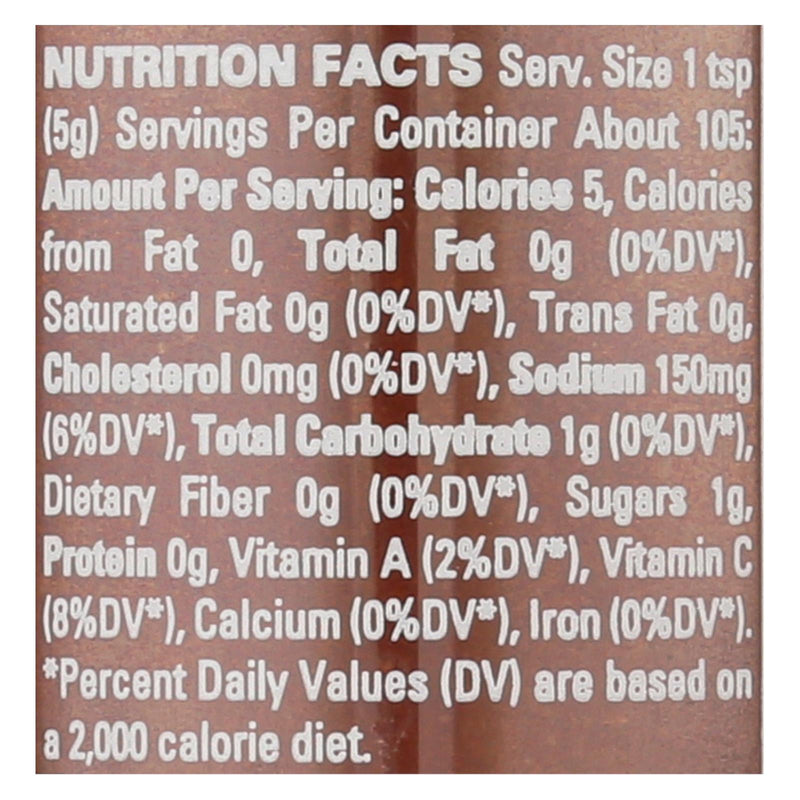 NUTRITION FACTS Serv. Size 1 tsp
(5g) Servings Per Container About 105:
Amount Per Serving: Calories 5, Calories
from Fat 0, Total Fat 0g (0%DV*),
Saturated Fat 0g (0%DV*), Trans Fat 0g,
Cholesterol 0mg (0%DV*), Sodium 150mg
(6%DV*), Total Carbohydrate 1g (0%DV*),
Dietary Fiber 0g (0%DV*), Sugars 1g,
Protein 0g, Vitamin A (2%DV*), Vitamin C
(8%DV*), Calcium (0%DV*), Iron (0%DV*).
*Percent Daily Values (DV) are based on
a 2,000 calorie diet.